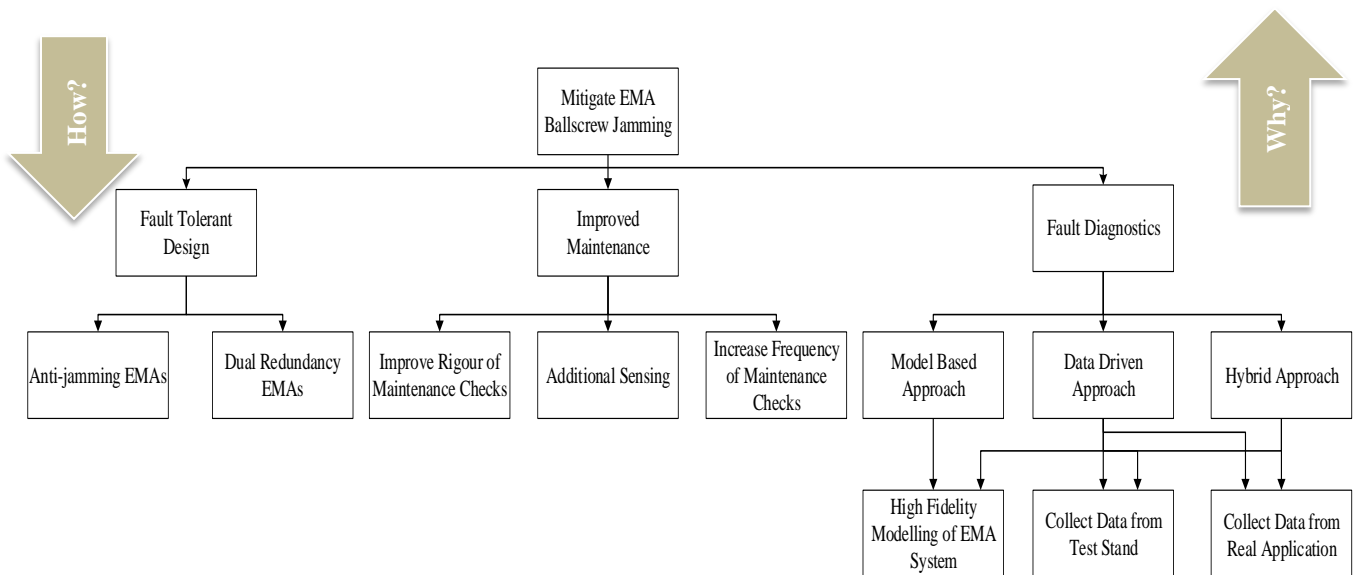 How?
Why?
Mitigate EMA
Ballscrew Jamming
Fault Tolerant
Design
Improved
Maintenance
Fault Diagnostics
Anti-jamming EMAs
Dual Redundancy
EMAs
Improve Rigour of
Maintenance Checks
Additional Sensing
Increase Frequency
of Maintenance
Checks
Model Based
Approach
Data Driven
Approach
Hybrid Approach
High Fidelity
Modelling of EMA
System
Collect Data from
Test Stand
Collect Data from
Real Application